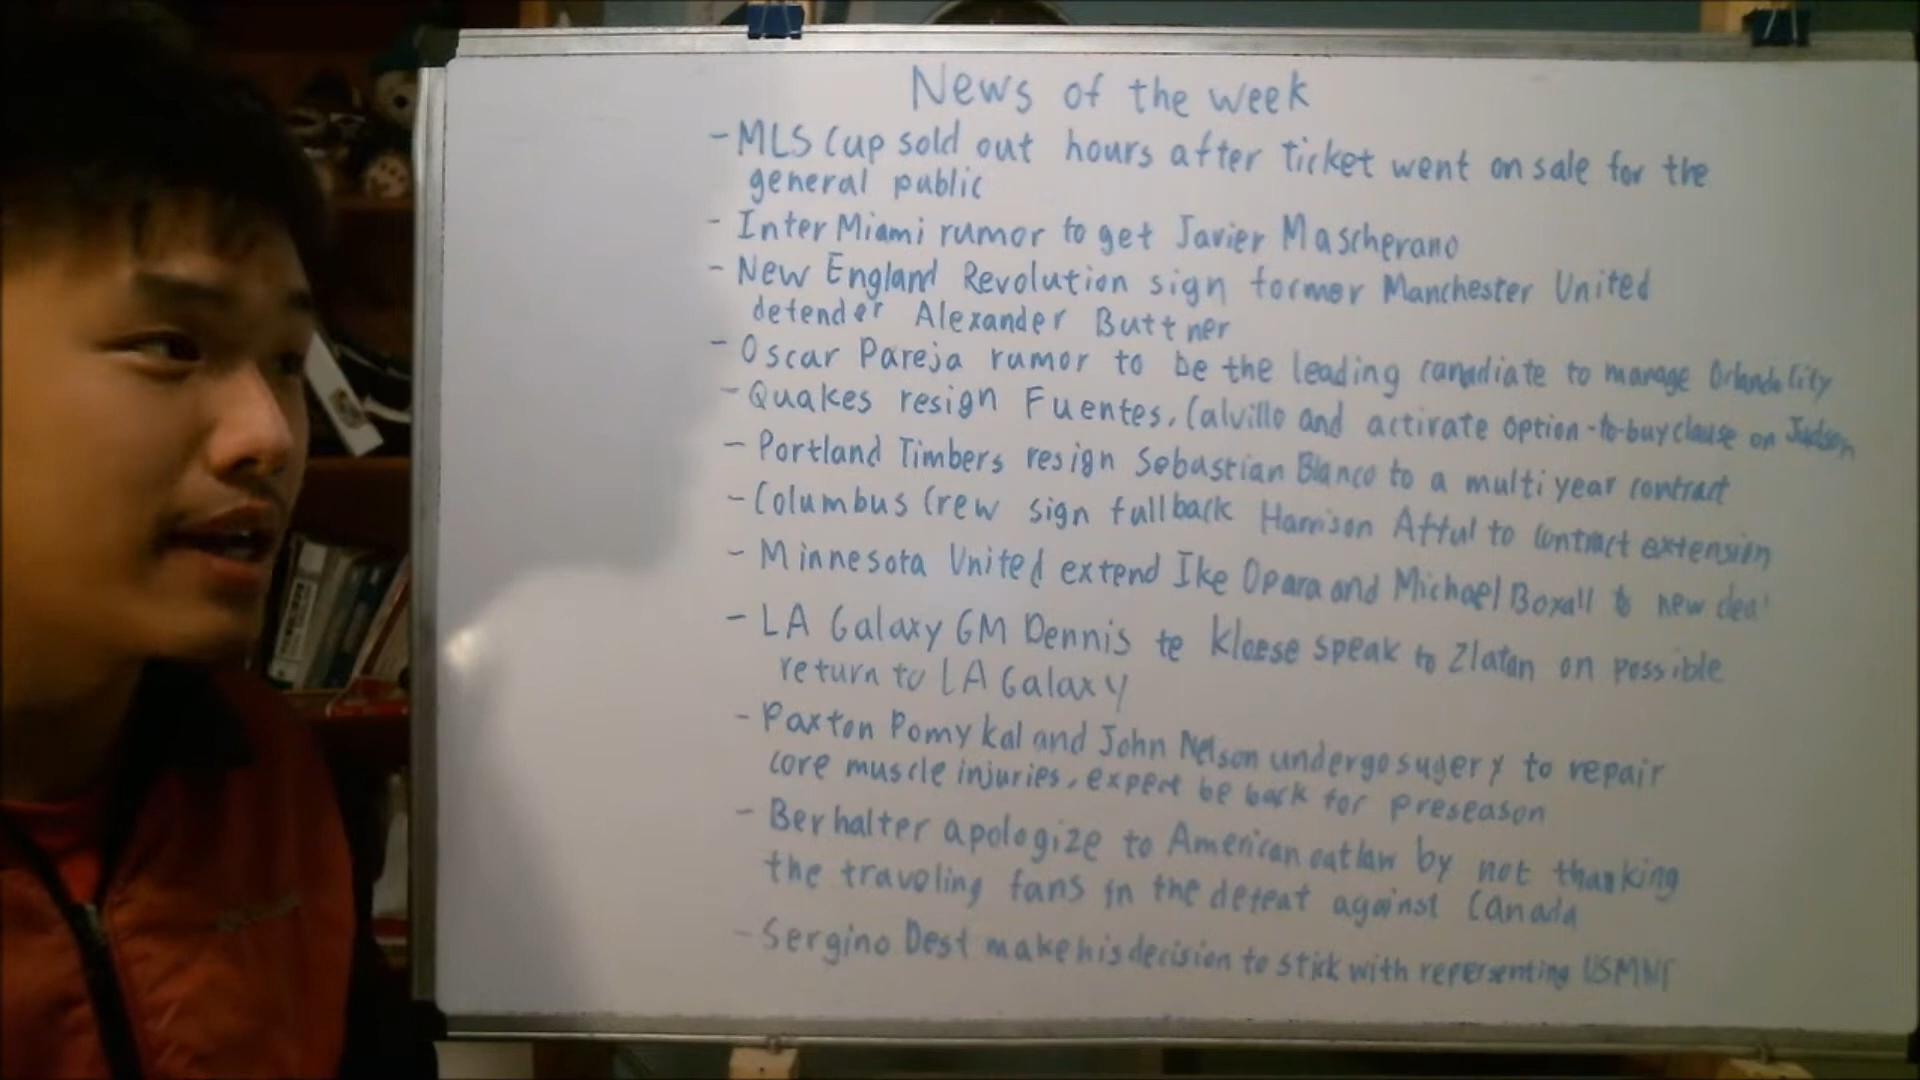 News of the week
- MLS Cup sold out hours after ticket went on sale for the
general public
- Inter Miami rumor to get Javier Mascherano
- New England Revolution sign former Manchester United
defender Alexander Buttner
- Oscar Pareja rumor to be the leading canadiate to manage Orlando City
- Quakes resign Fuentes, Calvillo and activate option-to-buy clause on Judson
- Portland Timbers resign Sebastian Blanco to a multi year contract
- Columbus Crew sign fullback Harrison Afful to contract extension
- Minnesota United extend Ike Opara and Michael Boxall to new deal
- LA Galaxy GM Dennis te Kloese speak to Zlatan on possible
return to LA Galaxy
- Paxton Pomykal and John Nelson undergo sugery to repair
core muscle injuries, expect be back for preseason
- Berhalter apologize to American outlaw by not thanking
the traveling fans in the defeat against Canada
- Sergino Dest make his decision to stick with repersenting USMNT